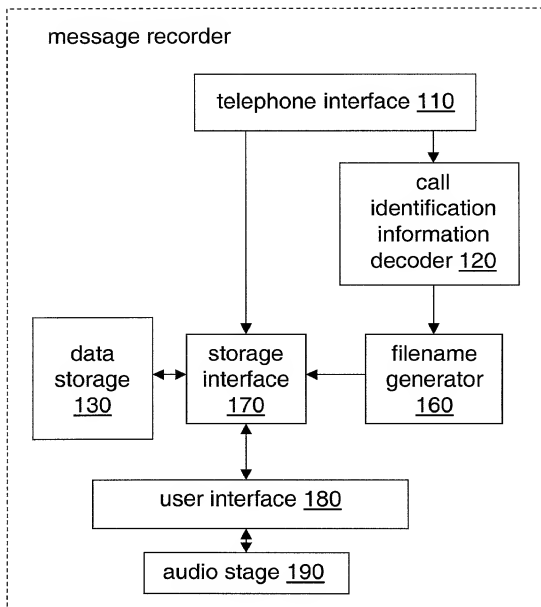 message recorder
telephone interface 110
call
identification
information
decoder 120
data
storage
130
storage
interface
170
filename
generator
160
user interface 180
audio stage 190